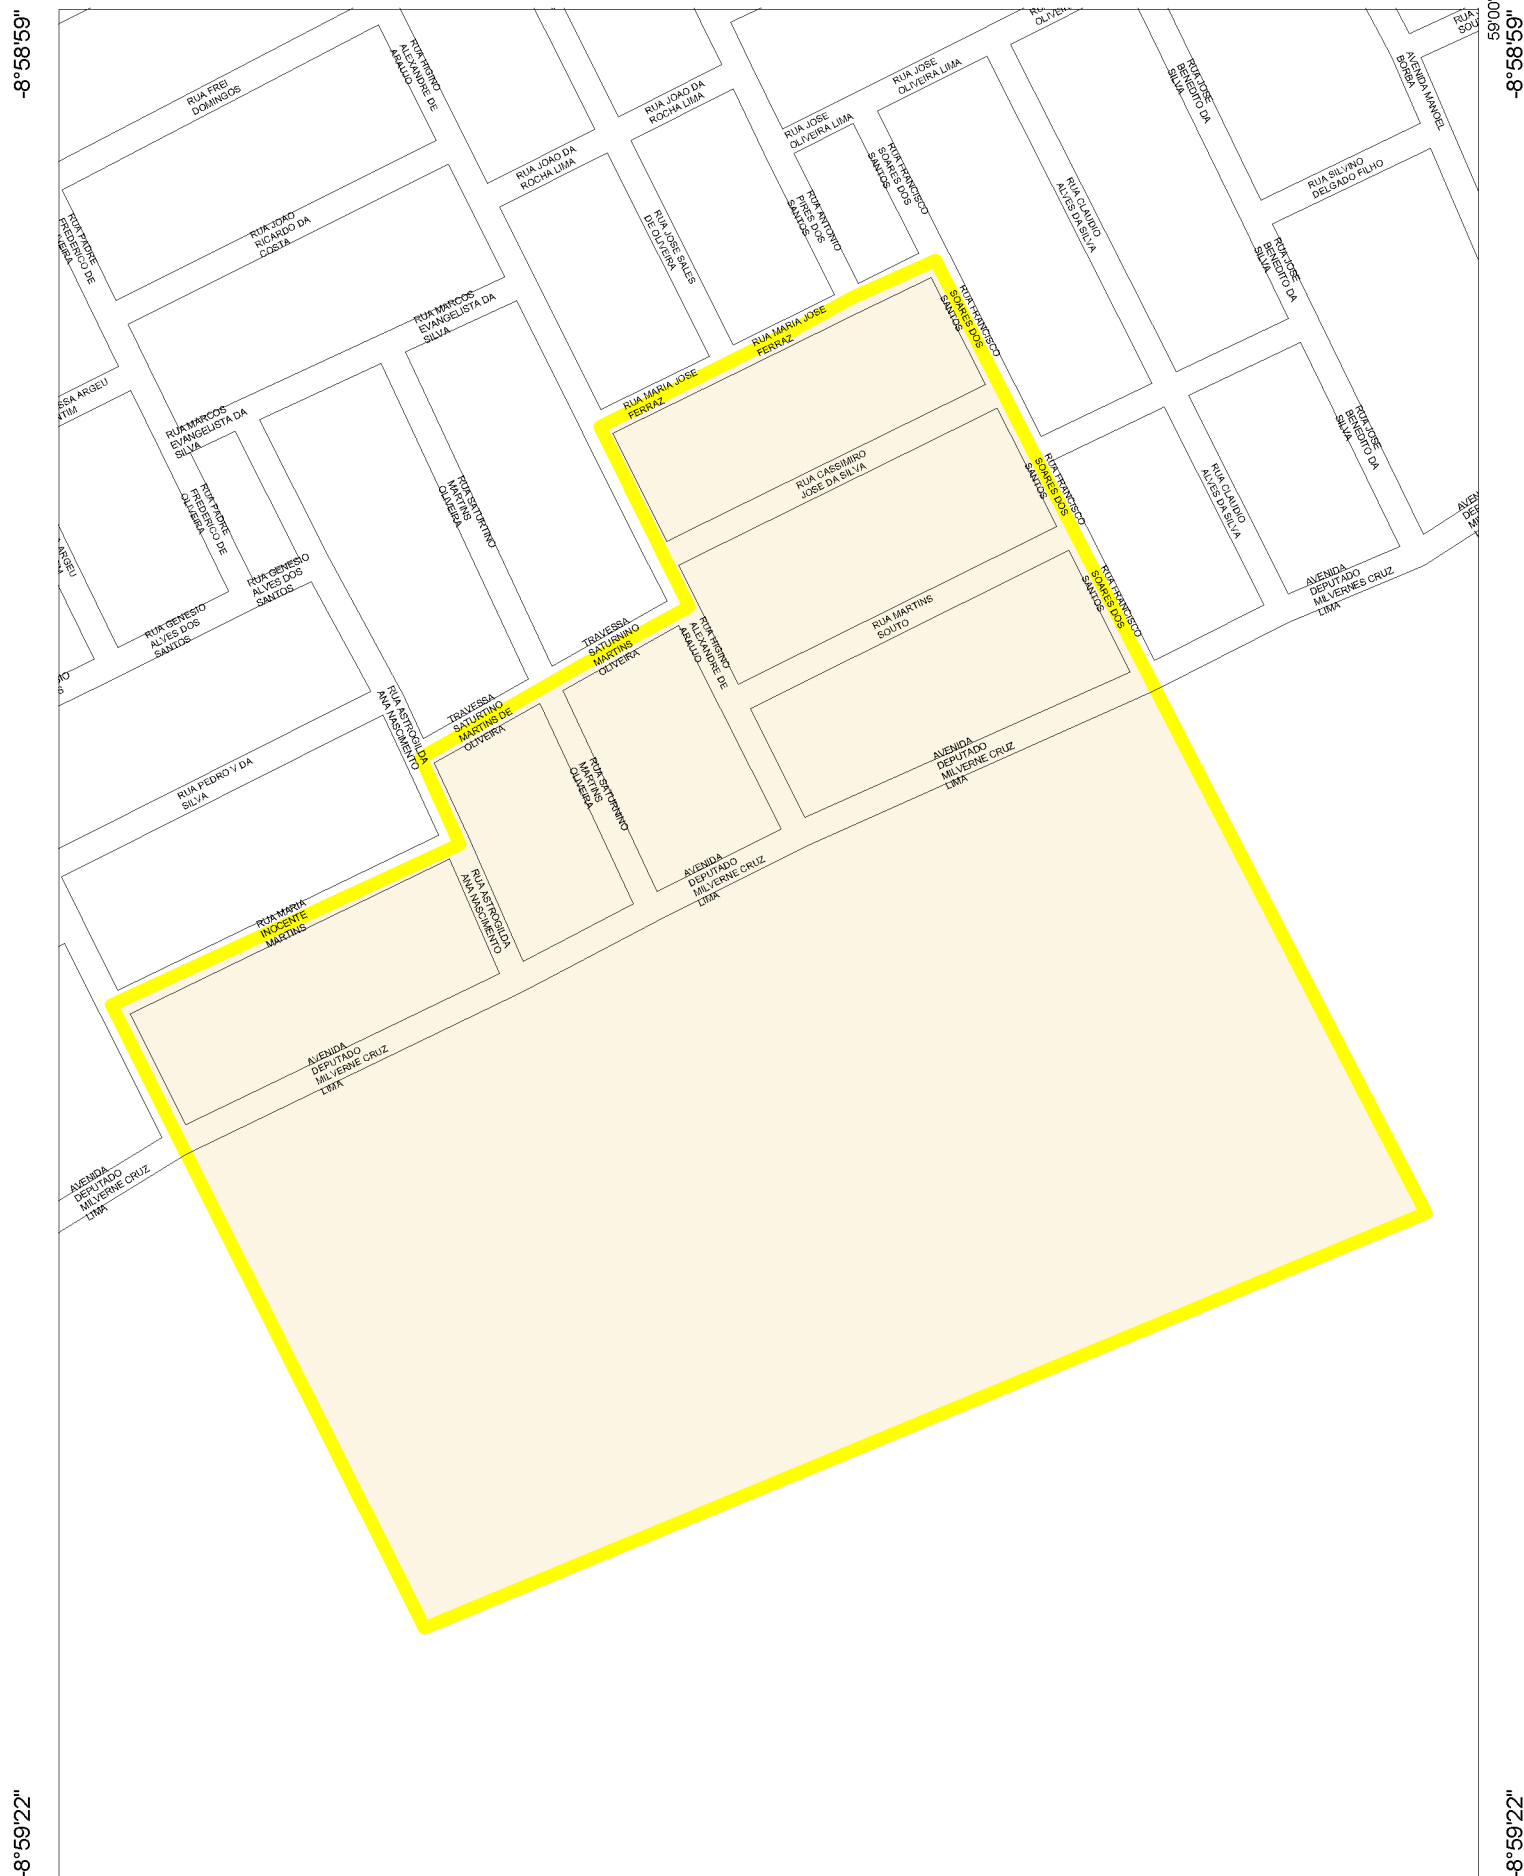 -8°58'59"
59'00"
-8°58'59"
RUA FREI
DOMINGOS
RUA HIGINO
ALEXANDRE DE
ARAUJO
RUA JOAO DA
ROCHA LIMA
RUA JOAO DA
ROCHA LIMA
RUA JOSE
OLIVEIRA LIMA
RUA JOSE
OLIVEIRA LIMA
RUA JOSE
BENEDITO DA
SILVA
AVENIDA MANOEL
BORBA
RUA SILVINO
DELGADO FILHO
RUA PADRE
FREDERICO DE
RUA JOAO
RICARDO DA
COSTA
RUA JOSE SALES
DE OLIVEIRA
RUA ANTONIO
PIRES DOS
SANTOS
RUA FRANCISCO
SOARES DOS
SANTOS
RUA CLAUDIO
ALVES DA SILVA
RUA JOSE
BENEDITO DA
SILVA
RUA MARCOS
EVANGELISTA DA
SILVA
RUA MARIA JOSE
FERRAZ
RUA FRANCISCO
SOARES DOS
SANTOS
RUA MARIA JOSE
FERRAZ
SSA ARGEU
RUA MARCOS
EVANGELISTA DA
SILVA
RUA JOSE
BENEDITO DA
SILVA
RUA PADRE
FREDERICO DE
OLIVEIRA
RUA SATURTINO
MARTINS
OLIVEIRA
RUA CASSIMIRO
JOSE DA SILVA
RUA FRANCISCO
SOARES DOS
SANTOS
RUA CLAUDIO
ALVES DA SILVA
ARGEU
RUA GENESIO
ALVES DOS
SANTOS
RUA GENESIO
ALVES DOS
SANTOS
TRAVESSA
SATURNINO
MARTINS
OLIVEIRA
RUA HIGINO
ALEXANDRE DE
ARAUJO
RUA MARTINS
SOUTO
RUA FRANCISCO
SOARES DOS
SANTOS
AVENIDA
DEPUTADO
MILVERNES CRUZ
LIMA
RUA ASTROGILDA
ANA NASCIMENTO
TRAVESSA
SATURTINO
MARTINS DE
OLIVEIRA
RUA PEDRO V DA
SILVA
RUA SATURNINO
MARTINS
OLIVEIRA
AVENIDA
DEPUTADO
MILVERNE CRUZ
LIMA
RUA MARIA
INOCENTE
MARTINS
RUA ASTROGILDA
ANA NASCIMENTO
AVENIDA
DEPUTADO
MILVERNE CRUZ
LIMA
AVENIDA
DEPUTADO
MILVERNE CRUZ
LIMA
AVENIDA
DEPUTADO
MILVERNE CRUZ
LIMA
-8°59'22"
-8°59'22"